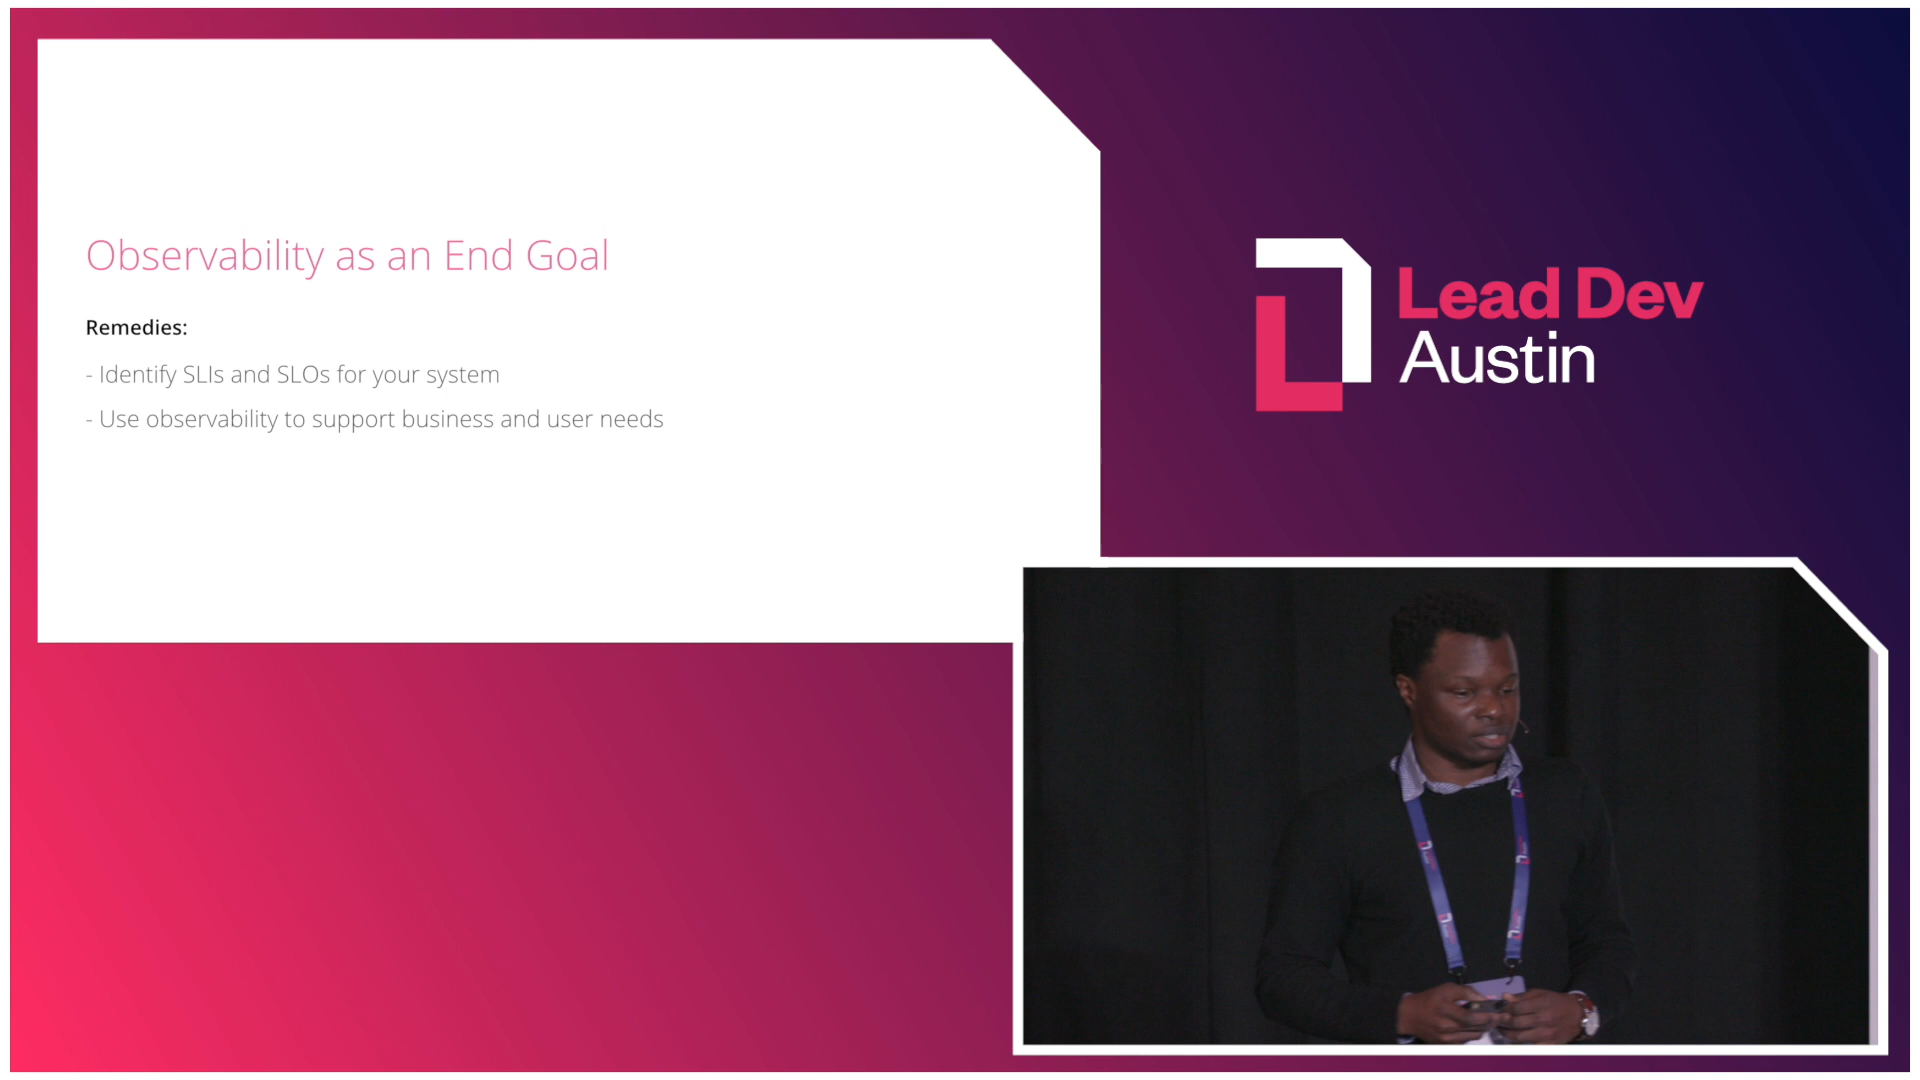 Observability as an End Goal
Remedies:
- Identify SLIs and SLOs for your system
- Use observability to support business and user needs
Lead Dev
Austin